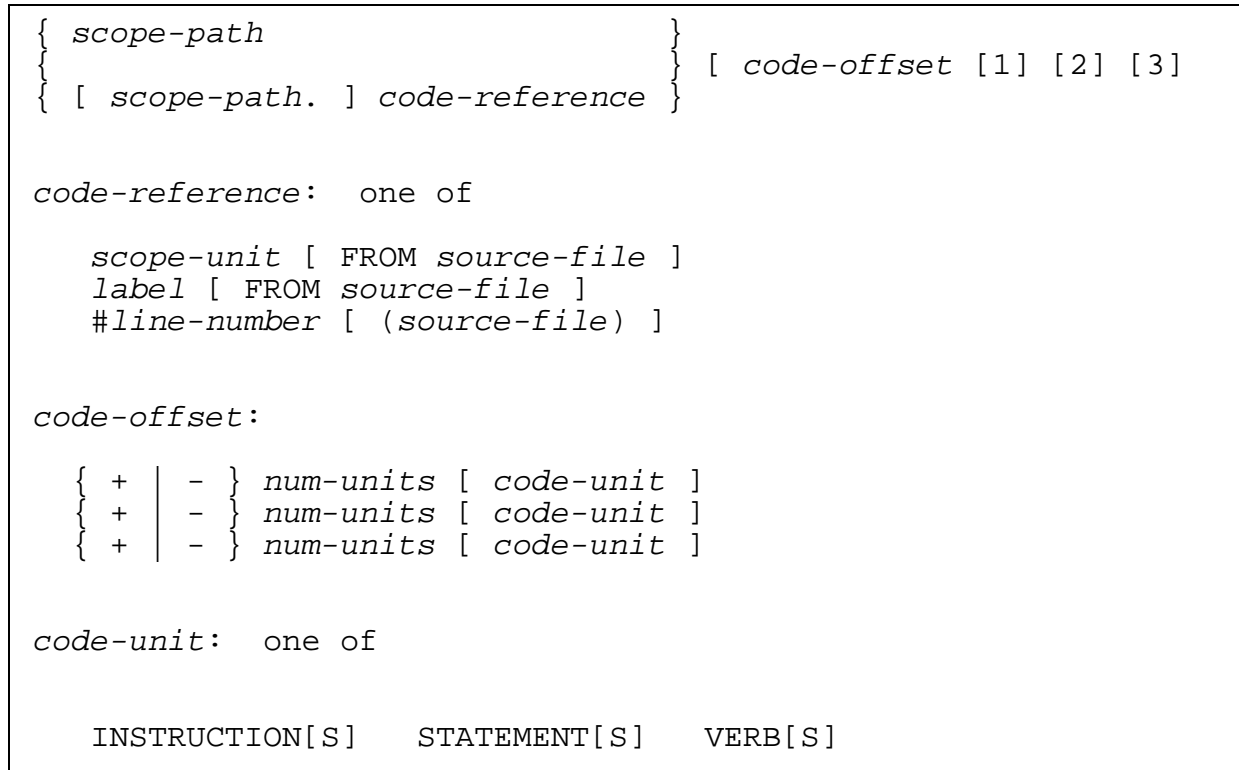 { scope-path }
{ } [ code-offset [1] [2] [3]
{ [ scope-path. ] code-reference }
code-reference: one of
scope-unit [ FROM source-file ]
label [ FROM source-file ]
#line-number [ (source-file) ]
code-offset:
{ + | - } num-units [ code-unit ]
{ + | - } num-units [ code-unit ]
{ + | - } num-units [ code-unit ]
code-unit: one of
INSTRUCTION[S] STATEMENT[S] VERB[S]